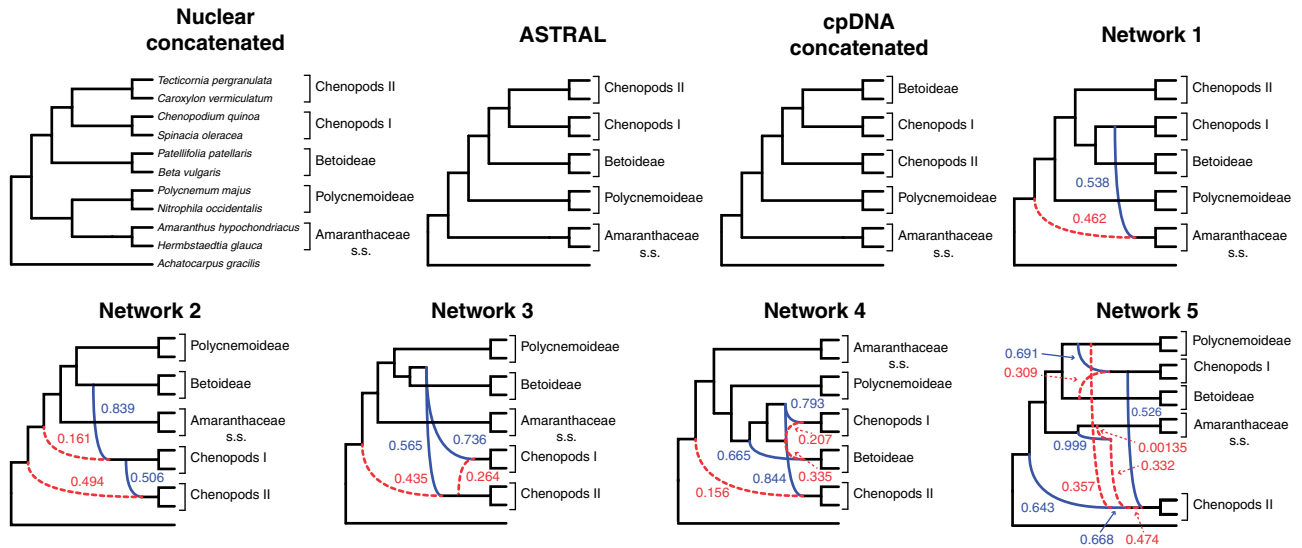 Nuclear
concatenated
Tecticornia pergranulata
Caroxylon vermiculatum
Chenopods II
Chenopodium quinoa
Spinacia oleracea
Chenopods I
Patellifolia patellaris
Beta vulgaris
Betoideae
Polycnemum majus
Nitrophila occidentalis
Polycnemoideae
Amaranthus hypochondriacus
Hermbstaedtia glauca
Amaranthaceae
s.s.
Achatocarpus gracilis
ASTRAL
Chenopods II
Chenopods I
Betoideae
Polycnemoideae
Amaranthaceae
s.s.
cpDNA
concatenated
Betoideae
Chenopods I
Chenopods II
Polycnemoideae
Amaranthaceae
s.s.
Network 1
Chenopods II
Chenopods I
Betoideae
0.538
Polycnemoideae
0.462
Amaranthaceae
s.s.
Network 2
Polycnemoideae
Betoideae
0.839
Amaranthaceae
s.s.
0.161
Chenopods I
0.494
0.506
Chenopods II
Network 3
Polycnemoideae
Betoideae
Amaranthaceae
s.s.
0.565
0.736
Chenopods I
0.435
0.264
Chenopods II
Network 4
Amaranthaceae
s.s.
Polycnemoideae
0.793
Chenopods I
0.207
0.665
Betoideae
0.335
0.844
0.156
Chenopods II
Network 5
Polycnemoideae
0.691
Chenopods I
0.309
Betoideae
0.526
Amaranthaceae
s.s.
0.999
0.00135
0.332
0.357
0.643
Chenopods II
0.668
0.474